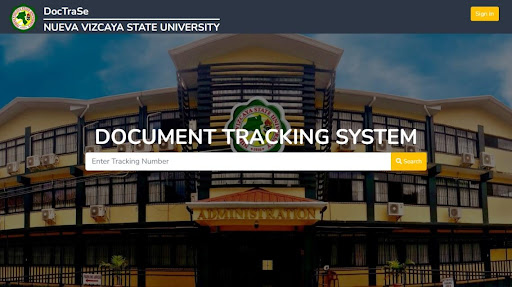 DocTraSe
NUEVA VIZCAYA STATE UNIVERSITY
Sign in
DOCUMENT TRACKING SYSTEM
Enter Tracking Number
Search
ADMINISTRATION